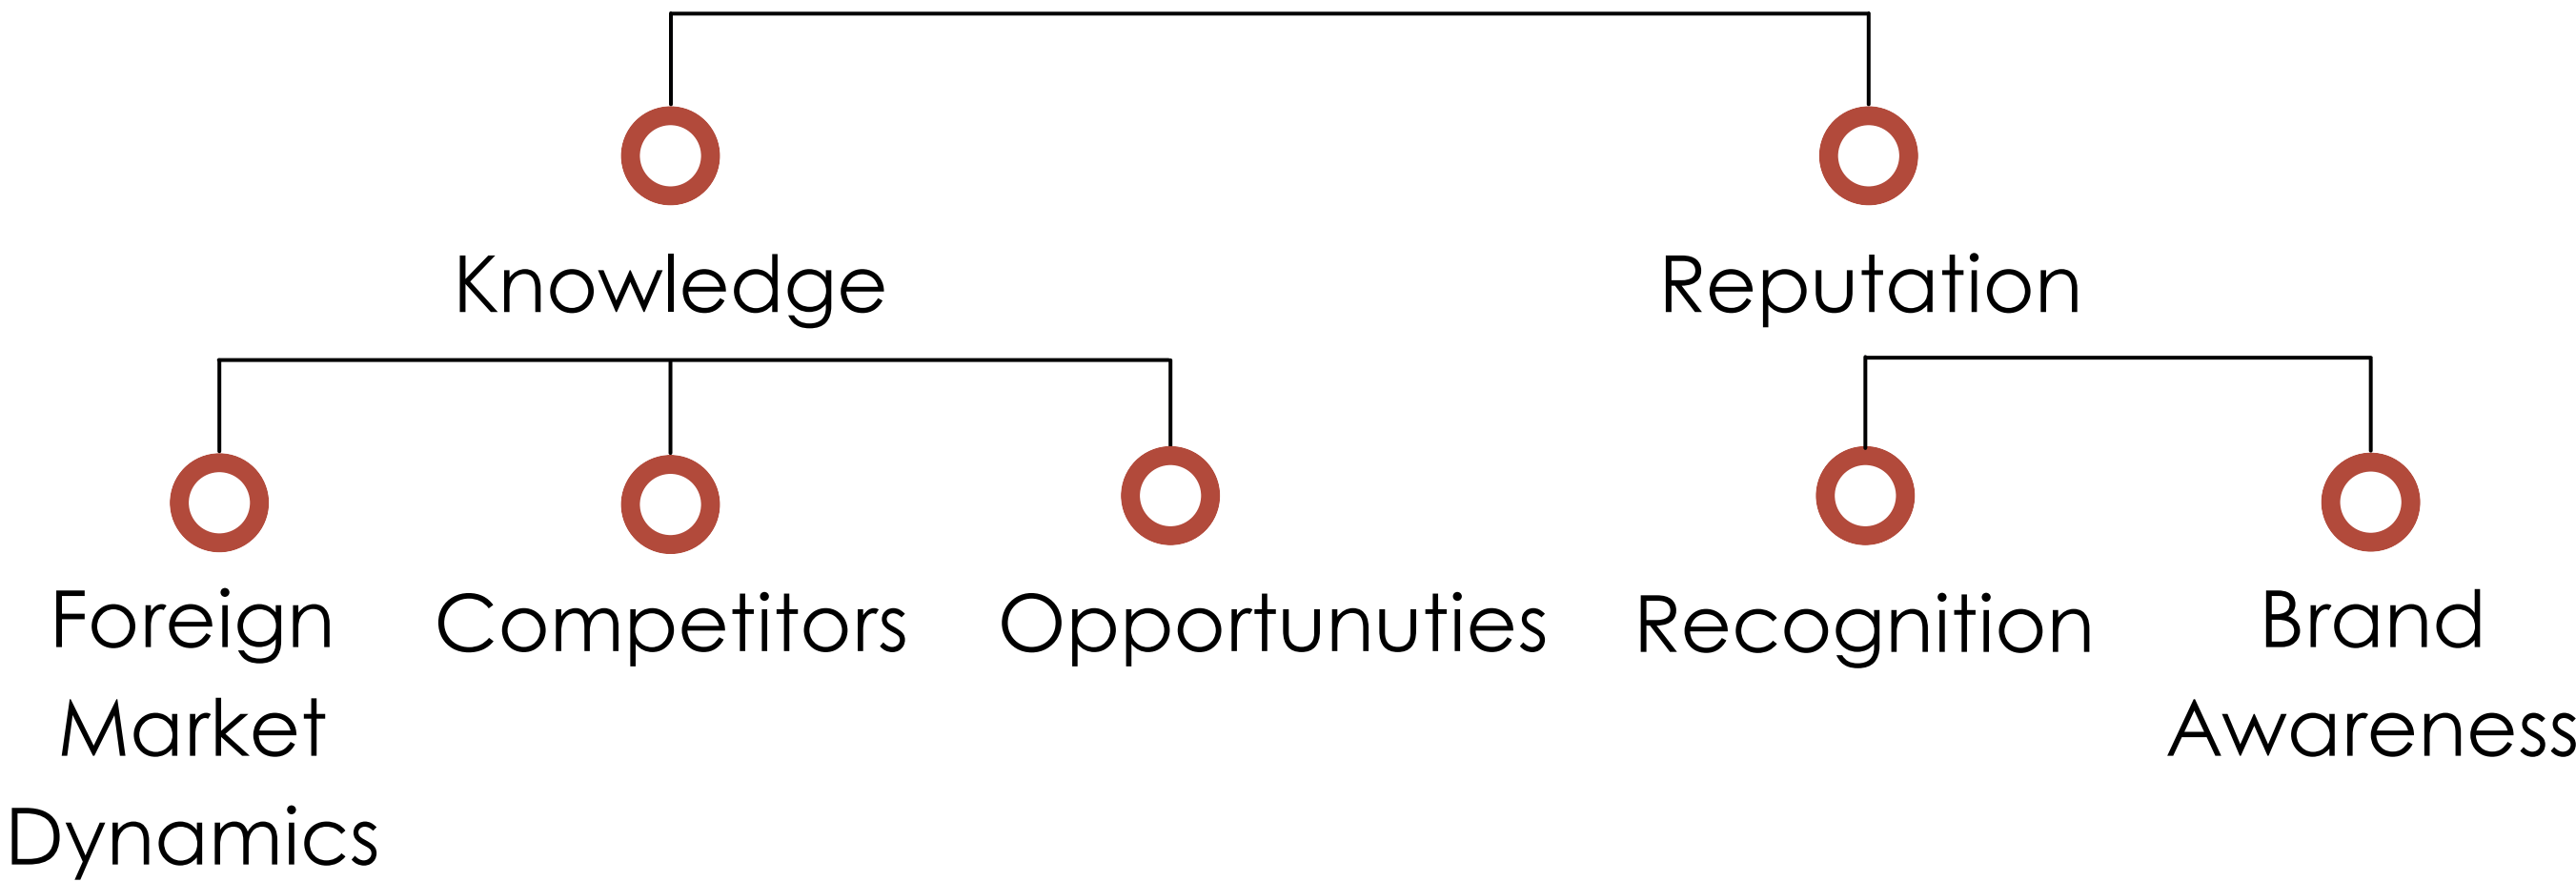 Knowledge
Reputation
Foreign
Market
Dynamics
Competitors
Opportunuties
Recognition
Brand
Awareness